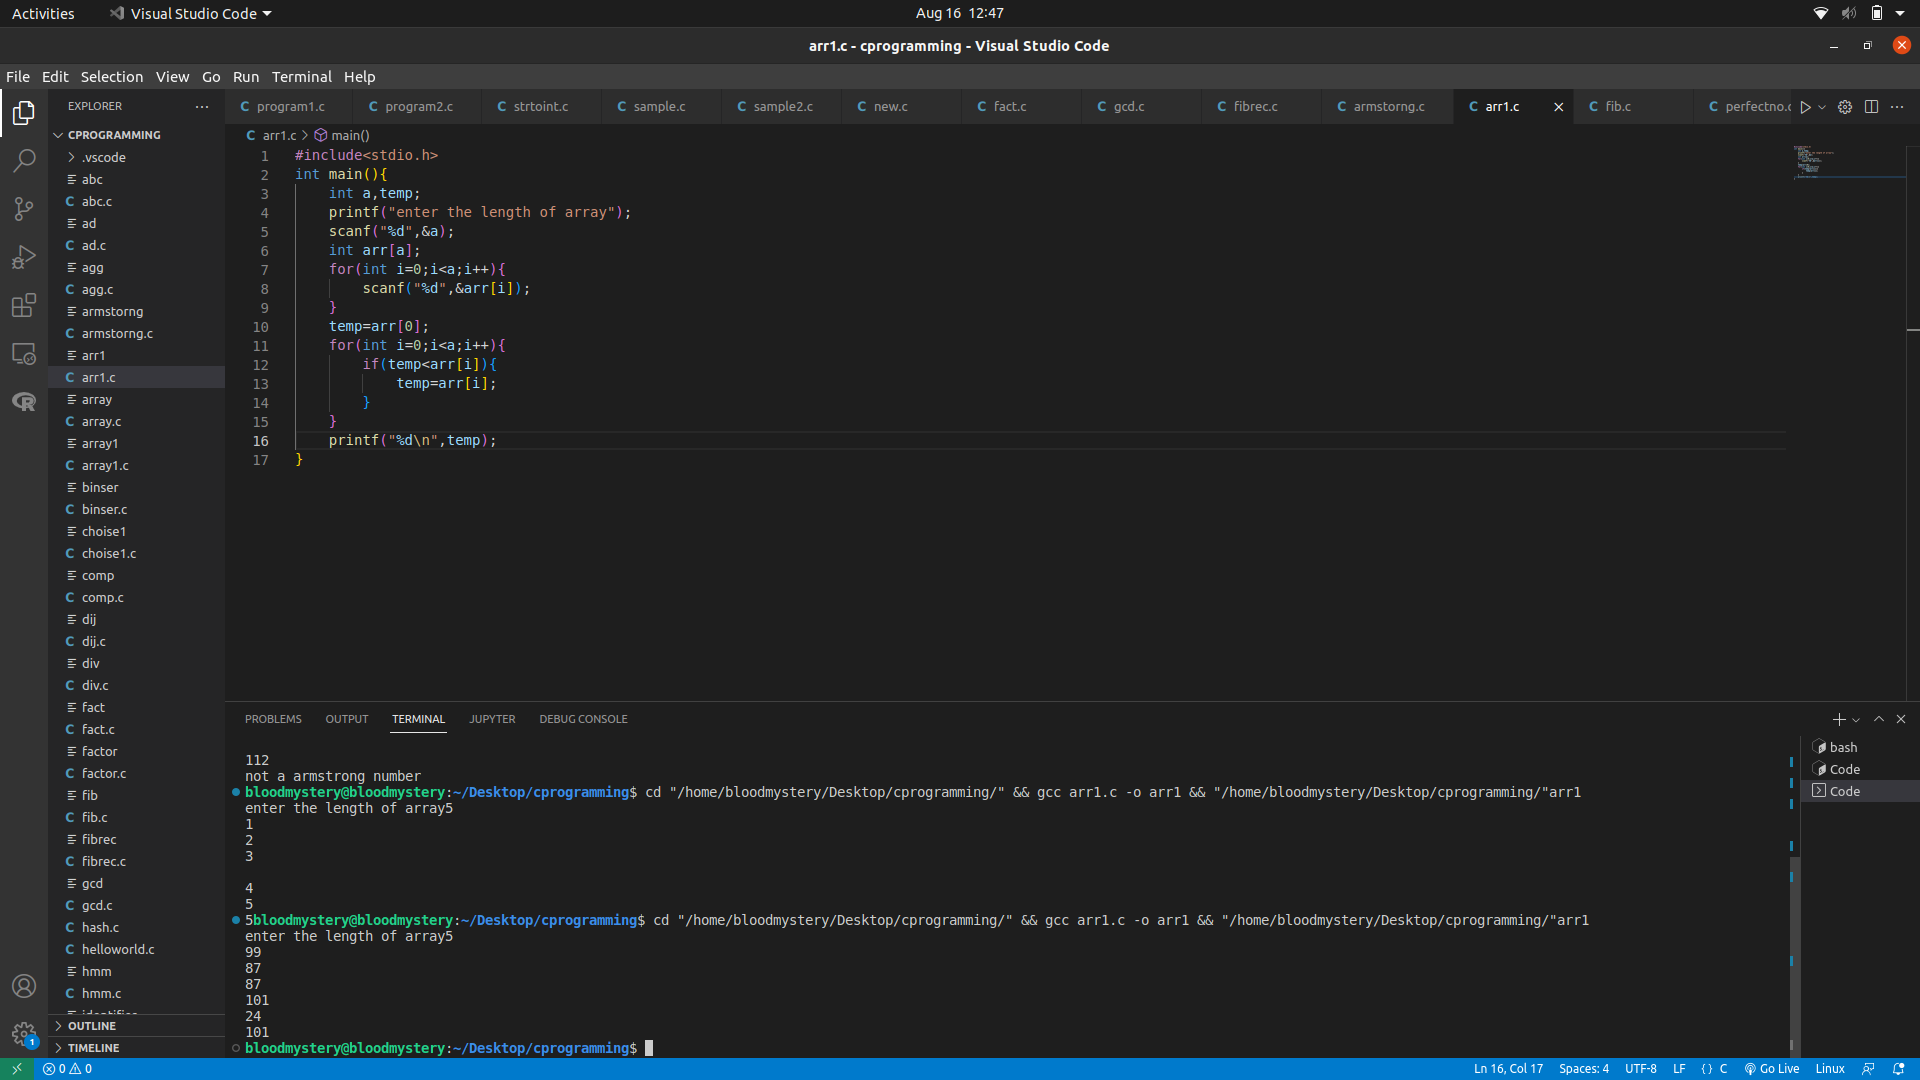 Activities
Visual Studio Code
Aug 16 12:47
arr1.c - cprogramming - Visual Studio Code
File Edit Selection View Go Run Terminal Help
EXPLORER
CPROGRAMMING
.vscode
abc
abc.c
ad
ad.c
agg
agg.c
armstorng
armstorng.c
arr1
arr1.c
array
array.c
array1
array1.c
binser
binser.c
choise1
choise1.c
comp
comp.c
dij
dij.c
div
div.c
fact
fact.c
factor
factor.c
fib
fib.c
fibrec
fibrec.c
gcd
gcd.c
hash.c
helloworld.c
hmm
hmm.c
OUTLINE
TIMELINE
C program1.c C program2.c C strtoint.c C sample.c C sample2.c C new.c C fact.c C gcd.c C fibrec.c C armstorng.c C arr1.c C fib.c C perfectno.c
C arr1.c > main()
1 #include<stdio.h>
2 int main(){
3 int a,temp;
4 printf("enter the length of array");
5 scanf("%d",&a);
6 int arr[a];
7 for(int i=0;i<a;i++){
8 scanf("%d",&arr[i]);
9 }
10 temp=arr[0];
11 for(int i=0;i<a;i++){
12 if(temp<arr[i]){
13 temp=arr[i];
14 }
15 }
16 printf("%d\n",temp);
17 }
PROBLEMS OUTPUT TERMINAL JUPYTER DEBUG CONSOLE
112
not a armstrong number
bloodmystery@bloodmystery:~/Desktop/cprogramming$ cd "/home/bloodmystery/Desktop/cprogramming/" && gcc arr1.c -o arr1 && "/home/bloodmystery/Desktop/cprogramming/"arr1
enter the length of array5
1
2
3
4
5
5bloodmystery@bloodmystery:~/Desktop/cprogramming$ cd "/home/bloodmystery/Desktop/cprogramming/" && gcc arr1.c -o arr1 && "/home/bloodmystery/Desktop/cprogramming/"arr1
enter the length of array5
99
87
87
101
24
101
bloodmystery@bloodmystery:~/Desktop/cprogramming$
bash
Code
Code
1
0 0
Ln 16, Col 17 Spaces: 4 UTF-8 LF {} C Go Live Linux